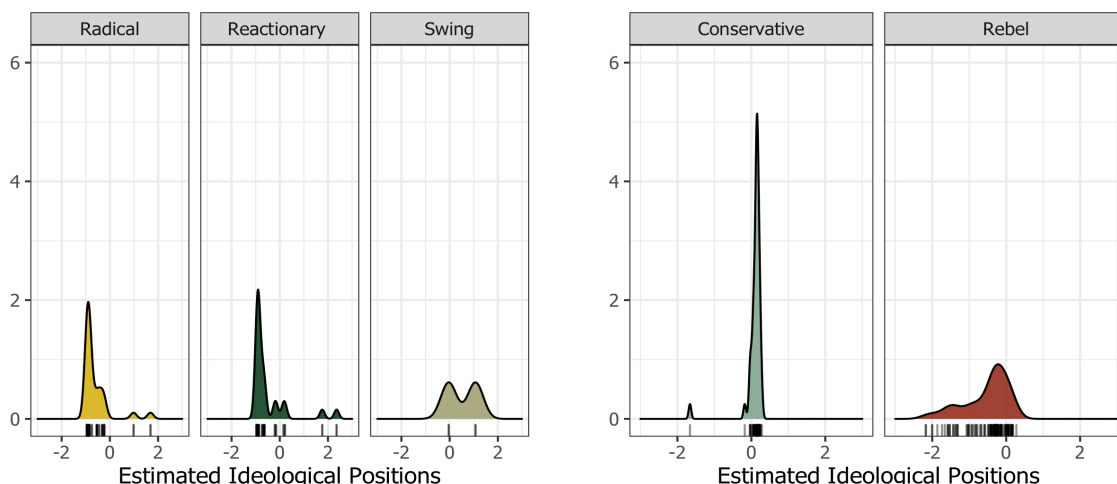 Radical Reactionary Swing Conservative Rebel
6 6
4 4
2 2
0 0
-2 0 2 -2 0 2 -2 0 2 -2 0 2 -2 0 2
Estimated Ideological Positions Estimated Ideological Positions